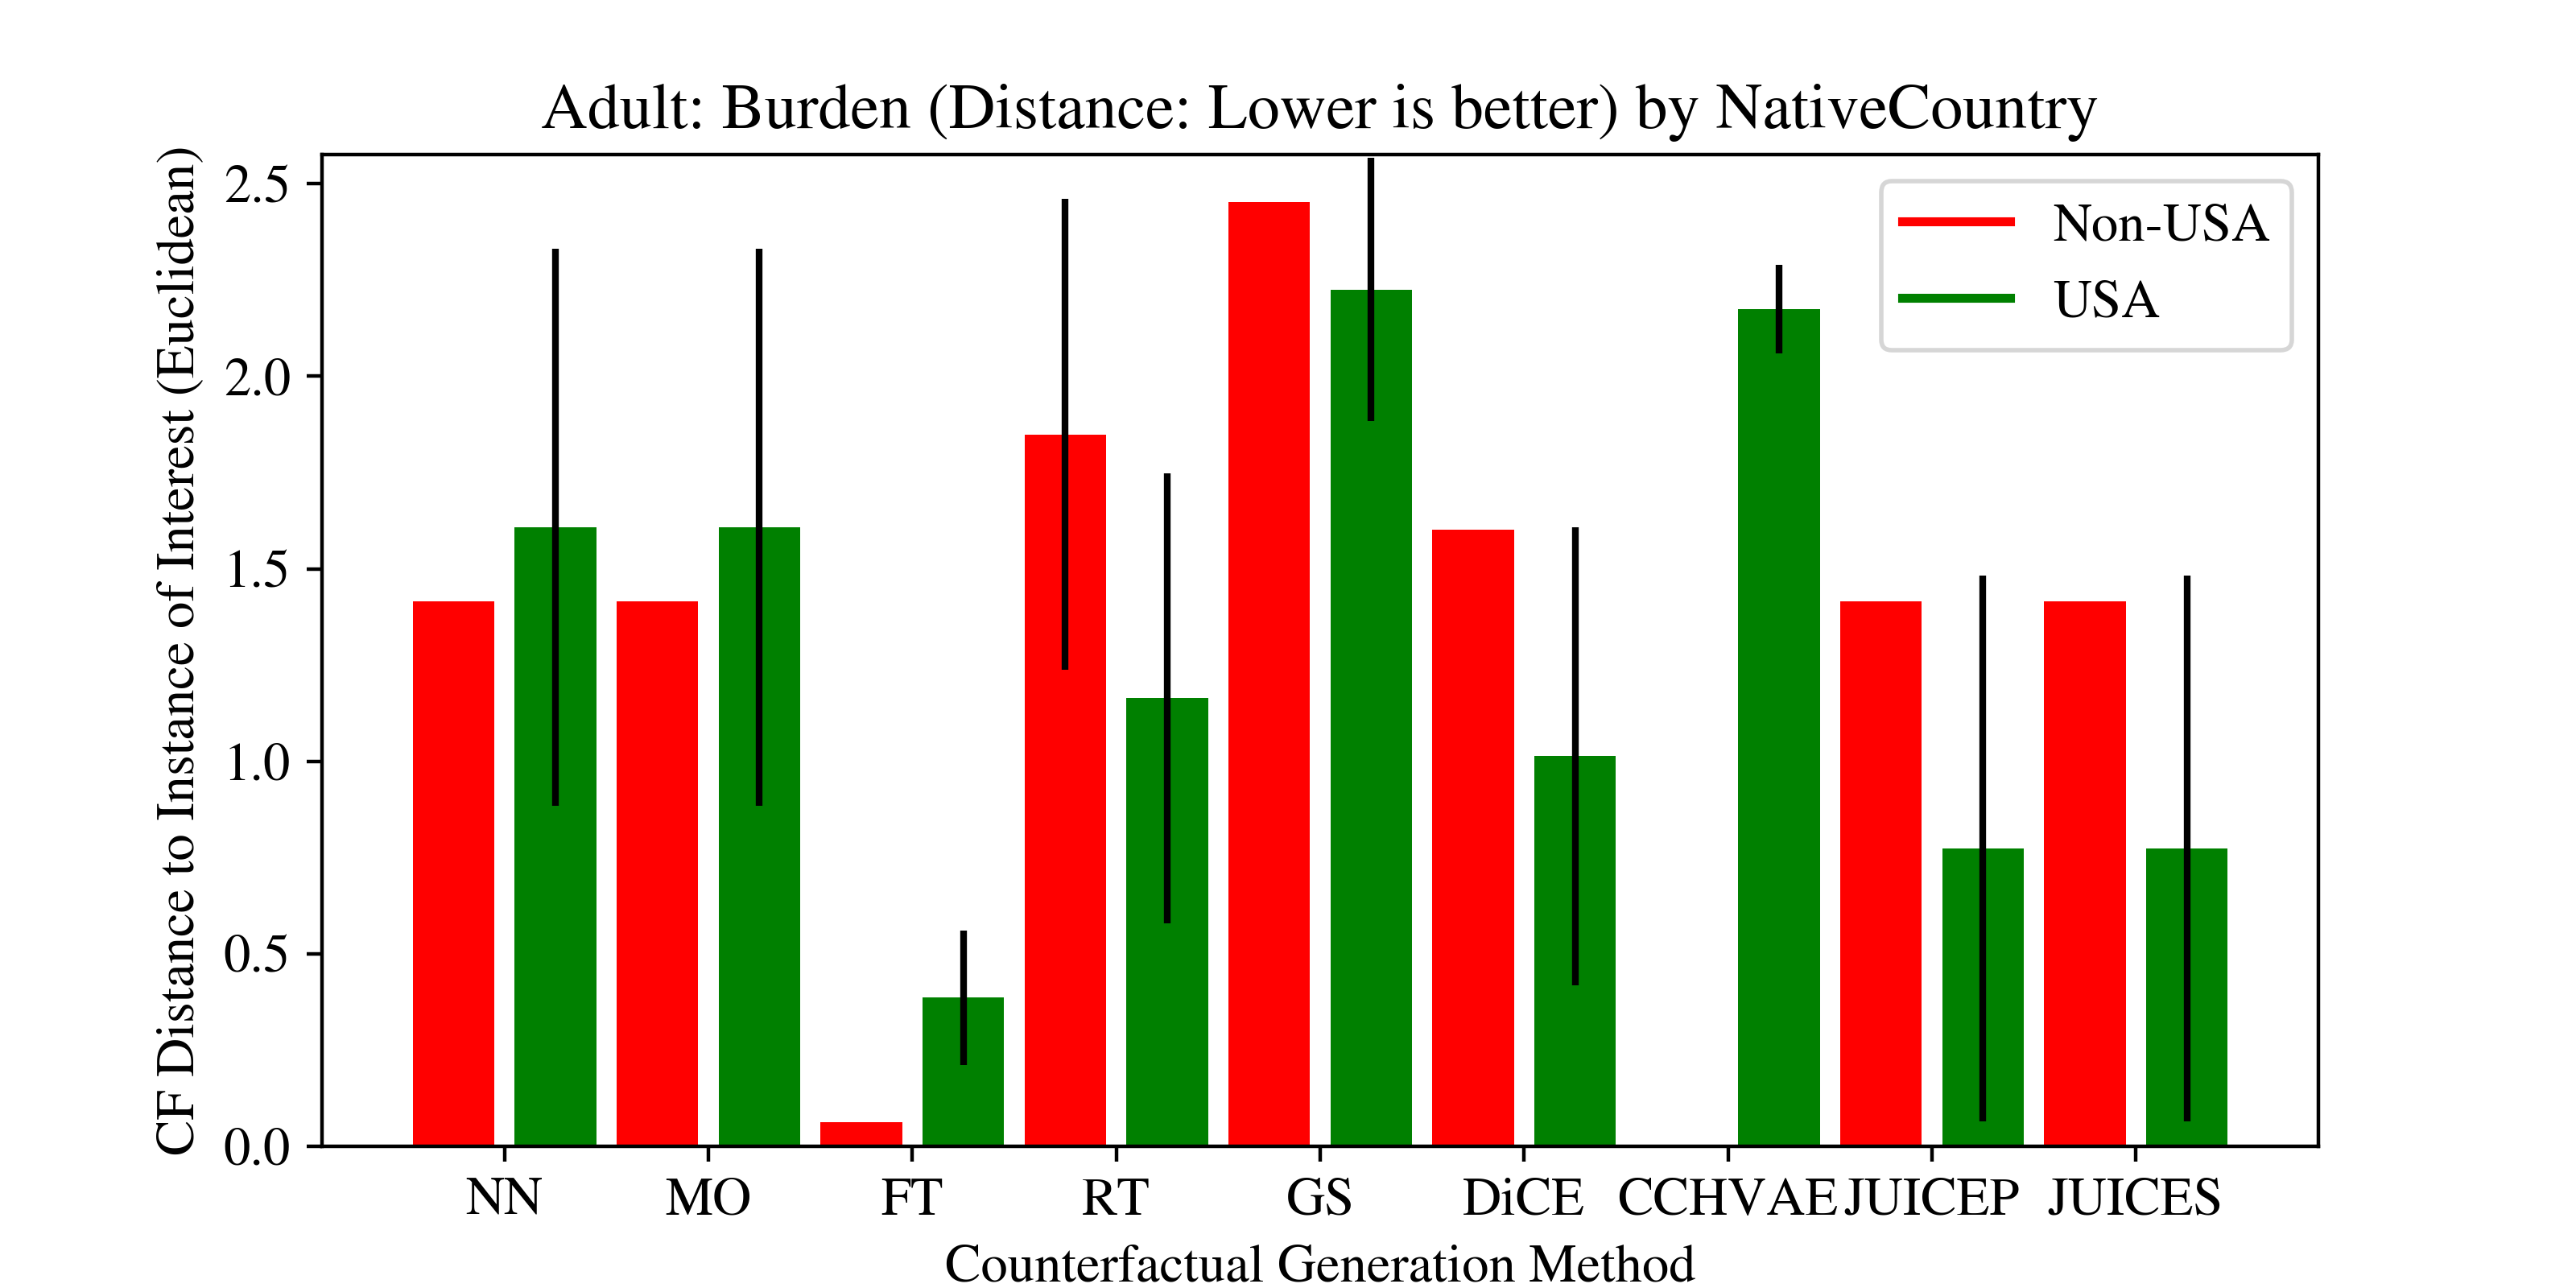 Adult: Burden (Distance: Lower is better) by NativeCountry
CF Distance to Instance of Interest (Euclidean)
2.5
2.0
1.5
1.0
0.5
0.0
Non-USA
USA
NN MO FT RT GS DiCE CCHVAE JUICEP JUICES
Counterfactual Generation Method